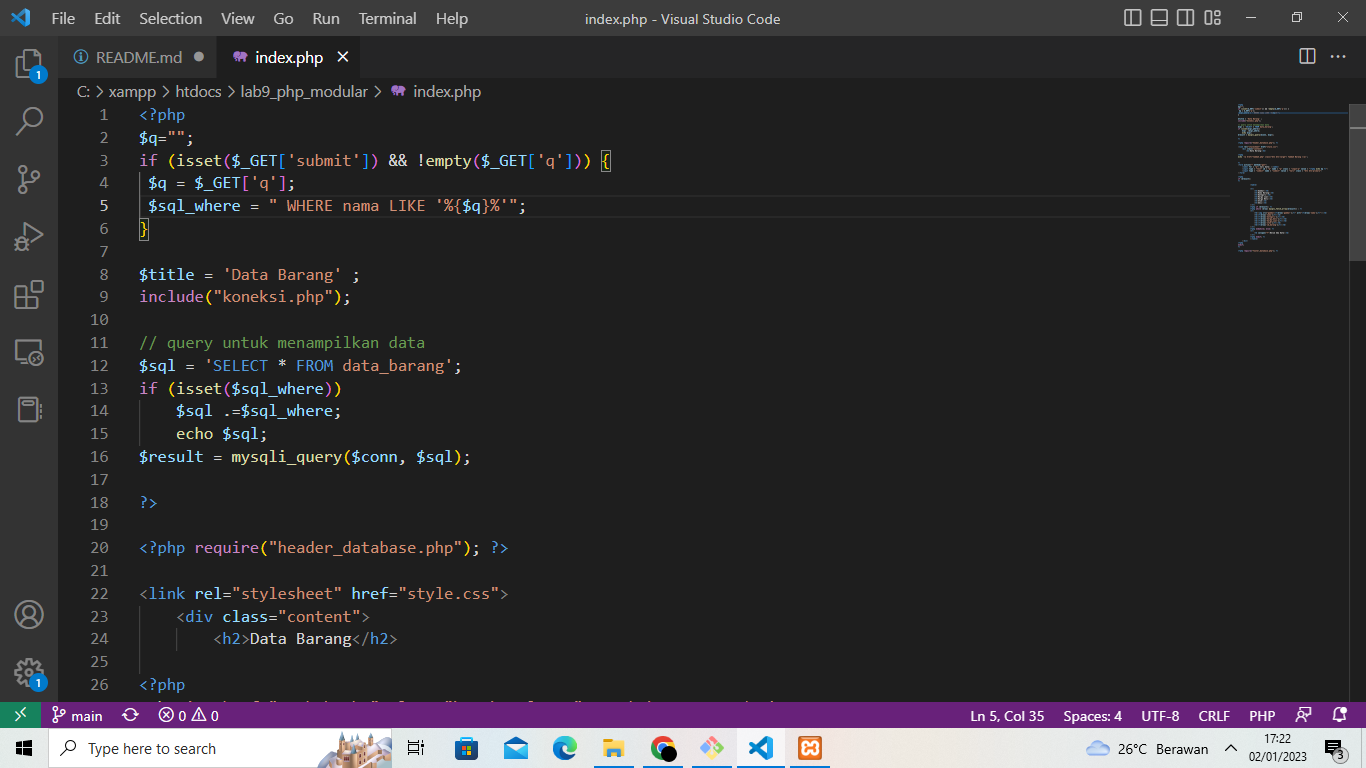 File Edit Selection View Go Run Terminal Help index.php - Visual Studio Code
README.md index.php
C: > xampp > htdocs > lab9_php_modular > index.php
1 <?php
2 $q="";
3 if (isset($_GET['submit']) && !empty($_GET['q'])) {
4 $q = $_GET['q'];
5 $sql_where = " WHERE nama LIKE '%{$q}%'";
6 }
7
8 $title = 'Data Barang' ;
9 include("koneksi.php");
10
11 // query untuk menampilkan data
12 $sql = 'SELECT * FROM data_barang';
13 if (isset($sql_where))
14 $sql .=$sql_where;
15 echo $sql;
16 $result = mysqli_query($conn, $sql);
17
18 ?>
19
20 <?php require("header_database.php"); ?>
21
22 <link rel="stylesheet" href="style.css">
23 <div class="content">
24 <h2>Data Barang</h2>
25
26 <?php
1
1
main 0 0 Ln 5, Col 35 Spaces: 4 UTF-8 CRLF PHP
Type here to search 26°C Berawan 17:22
02/01/2023 3